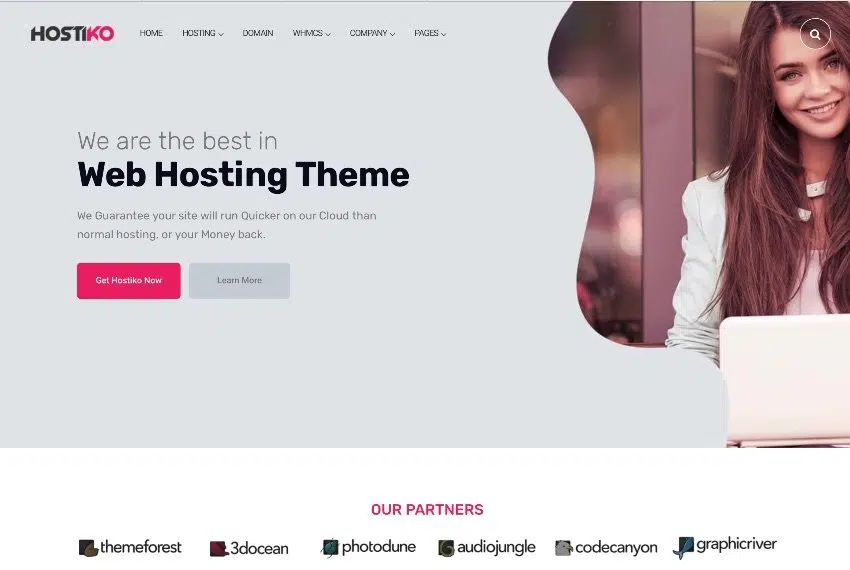 HOSTIKO
HOME HOSTING DOMAIN WHMCS COMPANY PAGES
We are the best in
Web Hosting Theme
We Guarantee your site will run Quicker on our Cloud than
normal hosting, or your Money back.
Get Hostiko Now Learn More
OUR PARTNERS
themeforest 3docean photodune audiojungle codecanyon graphicriver